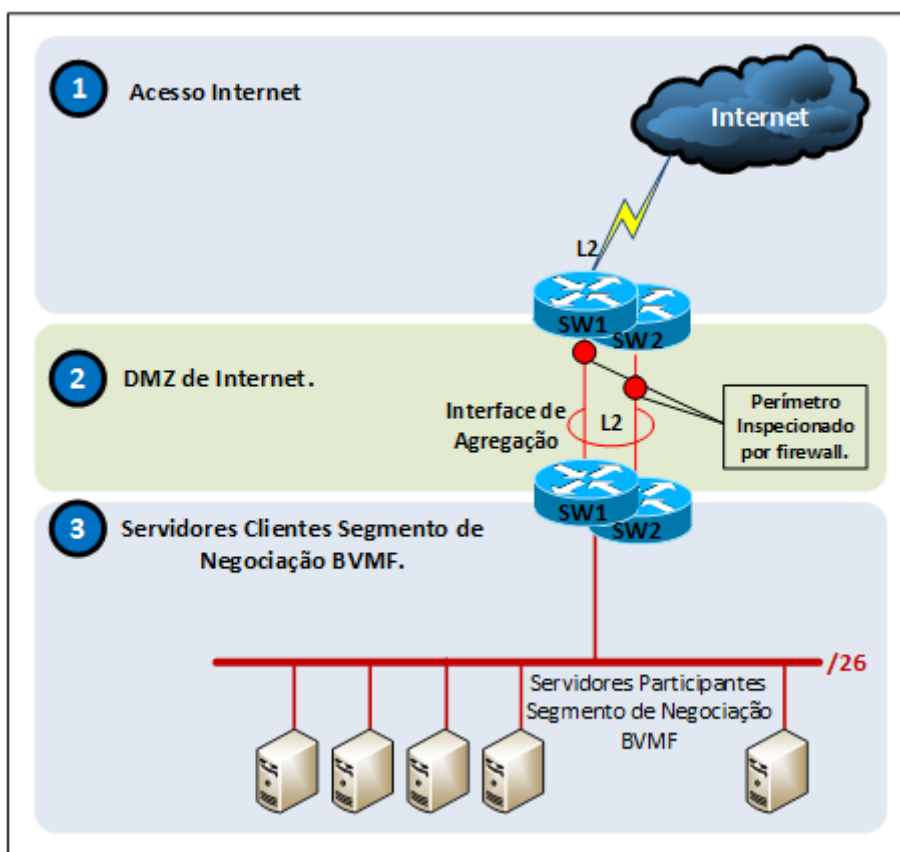 1
Acesso Internet
Internet
L2
SW1
SW2
2
DMZ de Internet.
Interface de
Agregação
L2
Perímetro
Inspecionado
por firewall.
SW1
SW2
3
Servidores Clientes Segmento de
Negociação BVMF.
/26
Servidores Participantes
Segmento de Negociação
BVMF